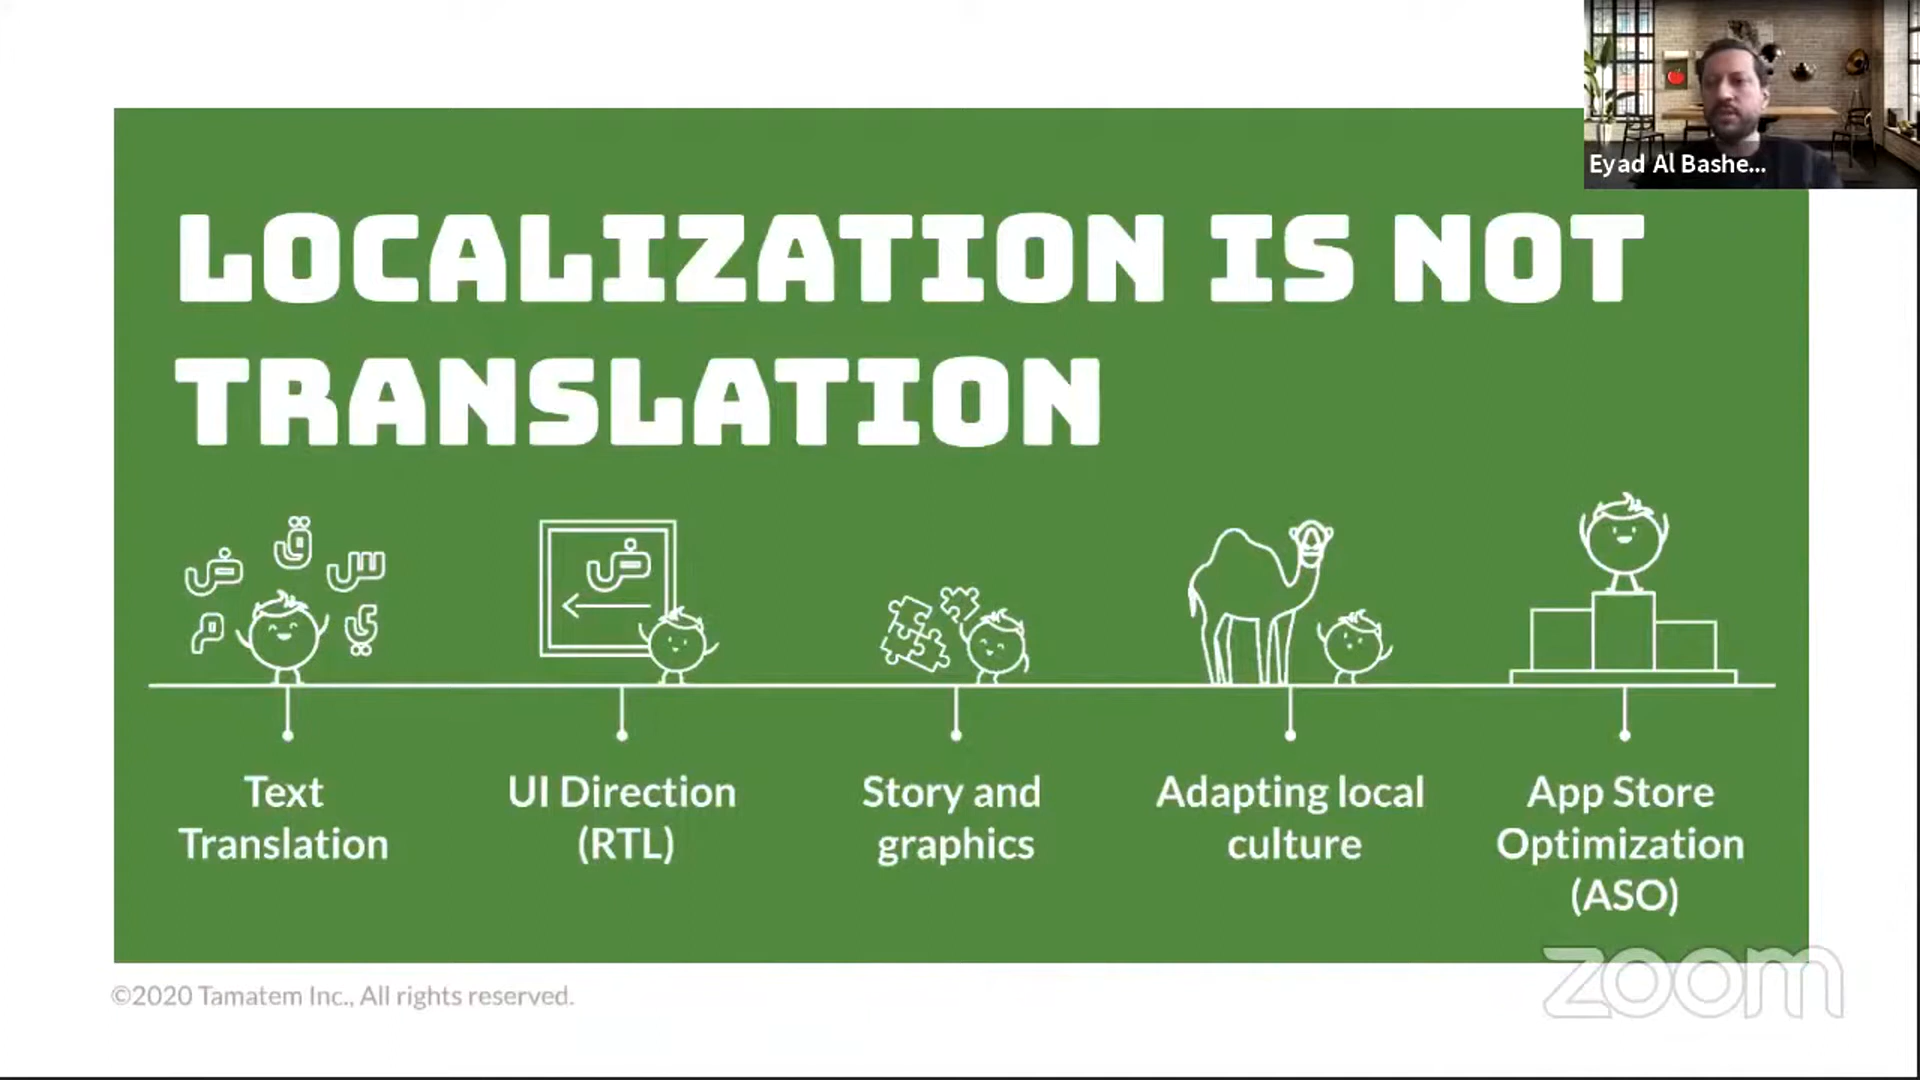 Eyad Al Bashe...
LOCALIZATION IS NOT
TRANSLATION
ض
ق
س
م
ي
ض
Text
Translation
UI Direction
(RTL)
Story and
graphics
Adapting local
culture
App Store
Optimization
(ASO)
©2020 Tamatem Inc., All rights reserved.
zoom